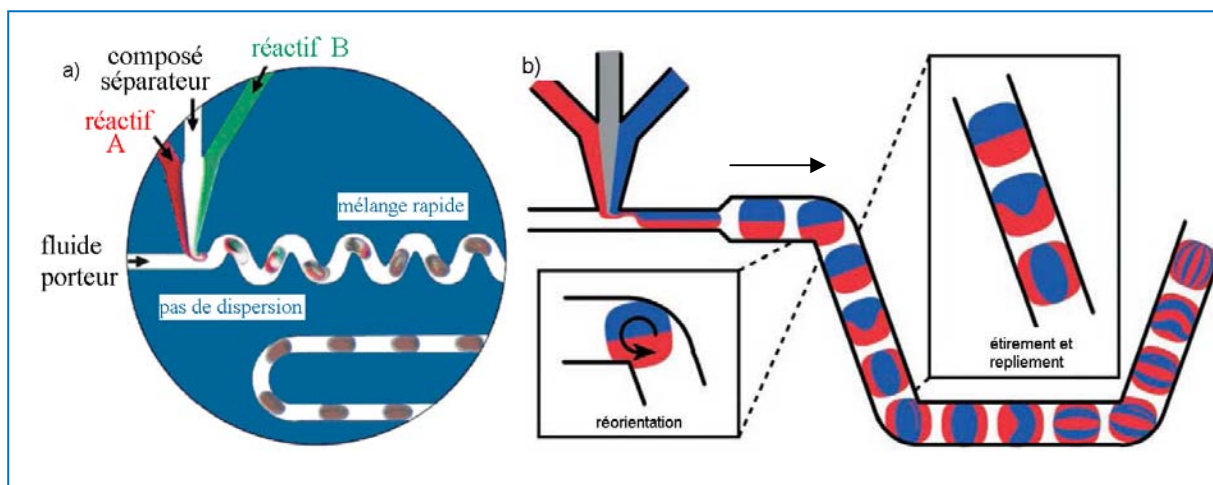 a)
composé
séparateur
réactif B
réactif
A
mélange rapide
fluide
porteur
pas de dispersion
b)
réorientation
étirement et
repliement